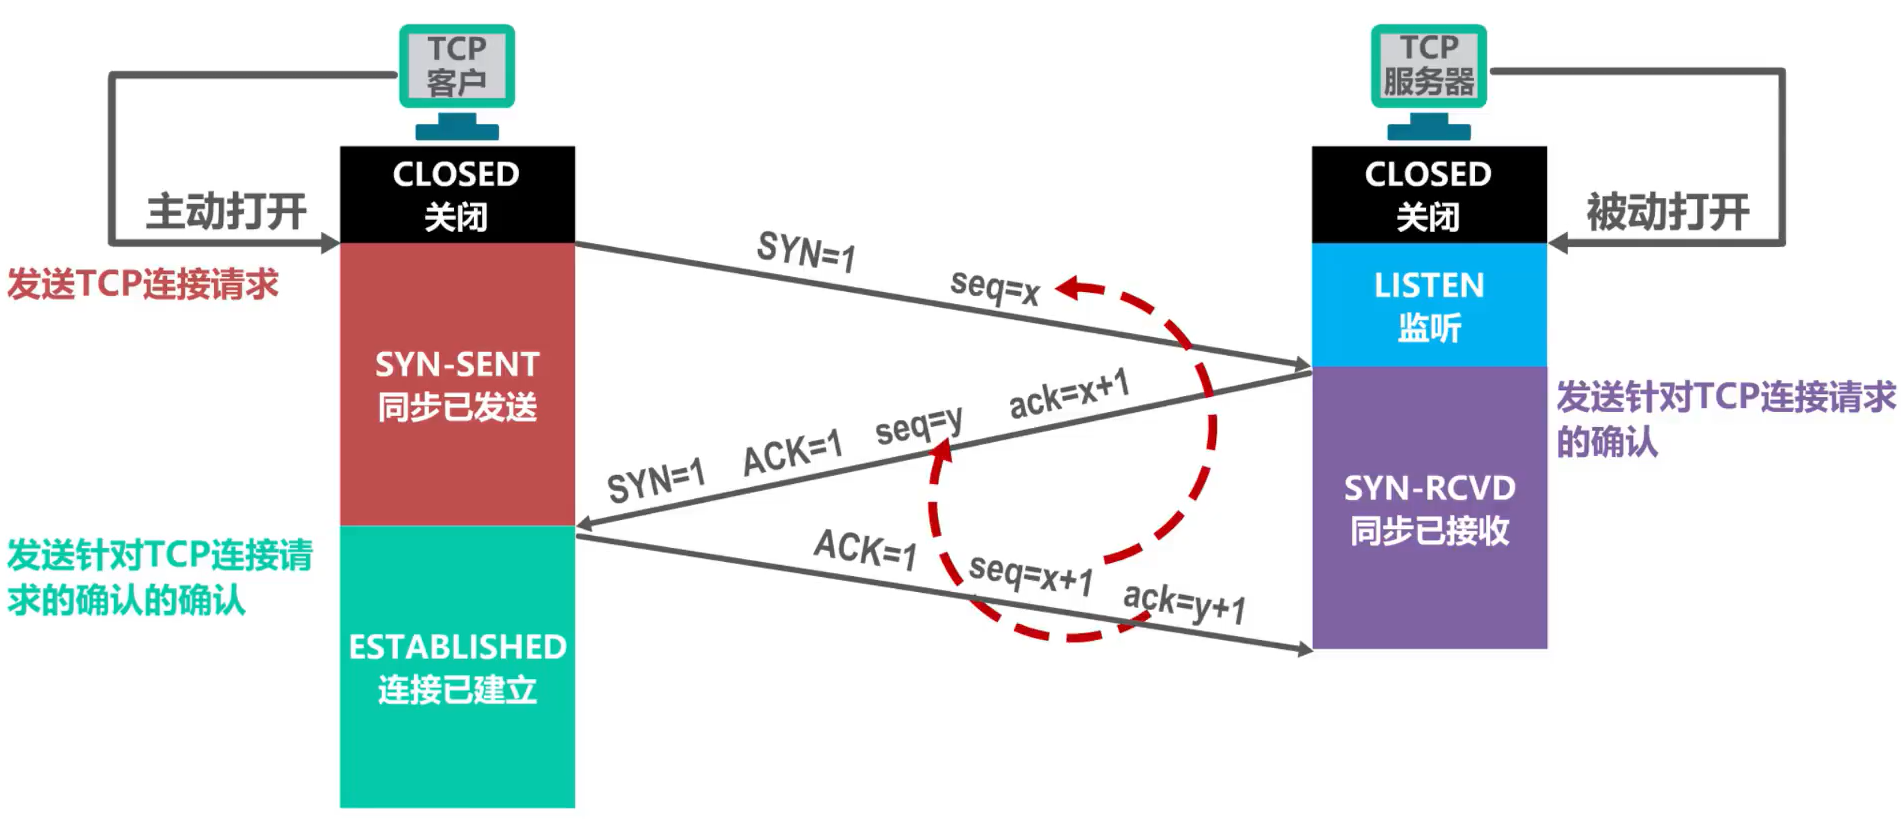 TCP
客户
TCP
服务器
主动打开
CLOSED
关闭
CLOSED
关闭
被动打开
发送TCP连接请求
SYN=1
seq=x
LISTEN
监听
SYN-SENT
同步已发送
SYN=1
ACK=1
seq=y
ack=x+1
发送针对TCP连接请求
的确认
SYN-RCVD
同步已接收
发送针对TCP连接请
求的确认的确认
ACK=1
seq=x+1
ack=y+1
ESTABLISHED
连接已建立